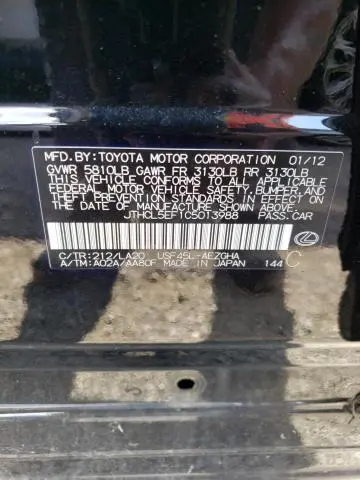 MFD. BY: TOYOTA MOTOR CORPORATION 01/12
GVWR 5810LB GAWR FR 3130LB RR 3130LB
THIS VEHICLE CONFORMS TO ALL APPLICABLE
FEDERAL MOTOR VEHICLE SAFETY, BUMPER, AND
THEFT PREVENTION STANDARDS IN EFFECT ON
THE DATE OF MANUFACTURE SHOWN ABOVE.
JTHCL5EF1C5013988 PASS. CAR
C/TR: 212/LA20 USF45L-AEZGHA
A/TM: A02A/AA80F MADE IN JAPAN 144 C